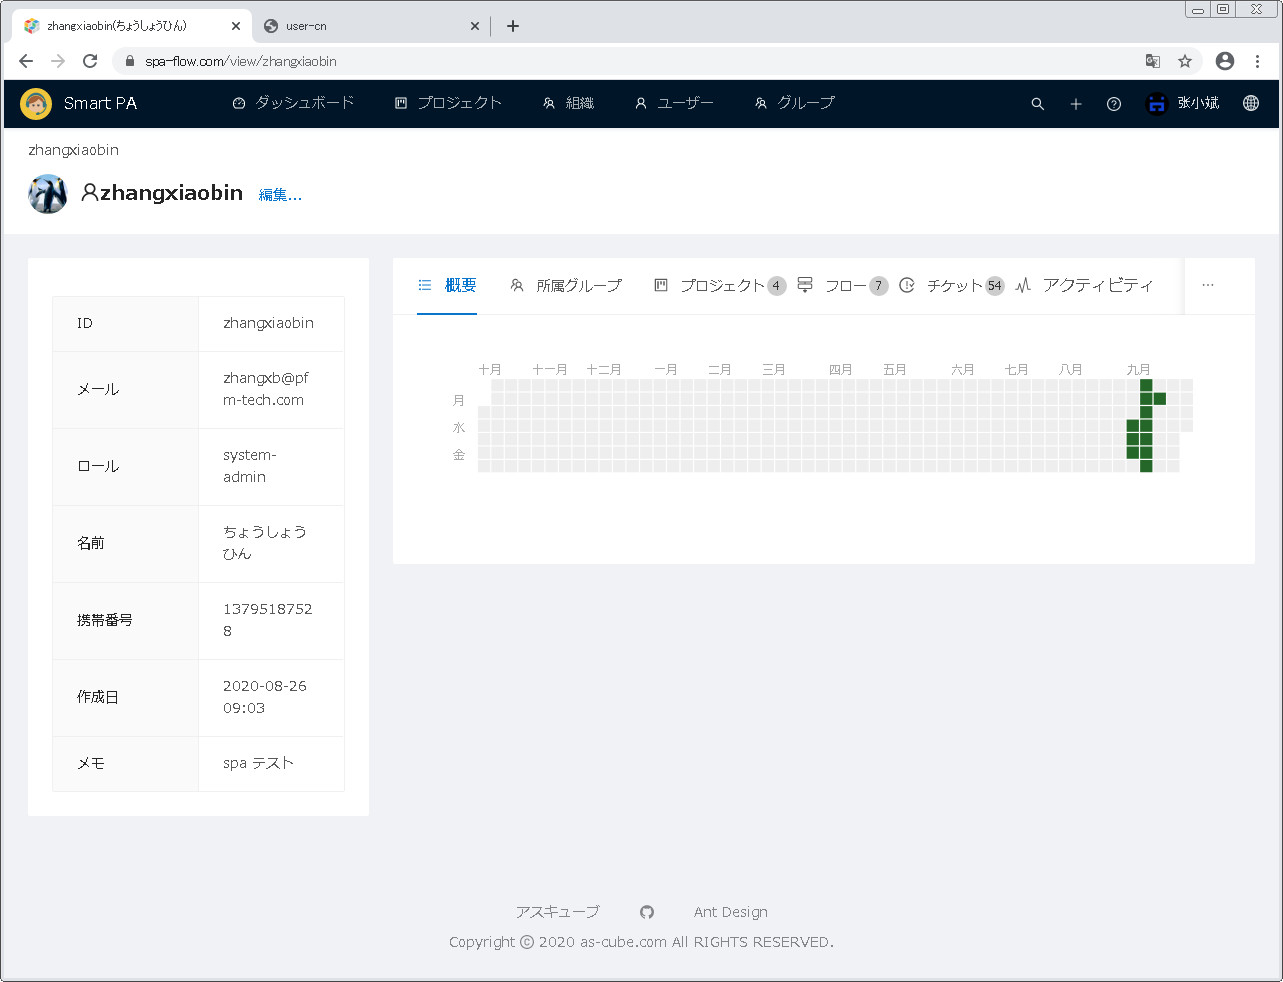 zhangxiaobin(ちょうしょうひん)
user-cn
spa-flow.com/view/zhangxiaobin
Smart PA ダッシュボード プロジェクト 組織 ユーザー グループ 张小斌
zhangxiaobin
zhangxiaobin 編集...
概要 所属グループ プロジェクト 4 フロー 7 チケット 54 アクティビティ ...
ID zhangxiaobin
メール zhangxb@pf
m-tech.com
ロール system-
admin
名前 ちょうしょう
ひん
携帯番号 1379518752
8
作成日 2020-08-26
09:03
メモ spa テスト
十月 十一月 十二月 一月 二月 三月 四月 五月 六月 七月 八月 九月
月
水
金
アスキューブ Ant Design
Copyright © 2020 as-cube.com All RIGHTS RESERVED.